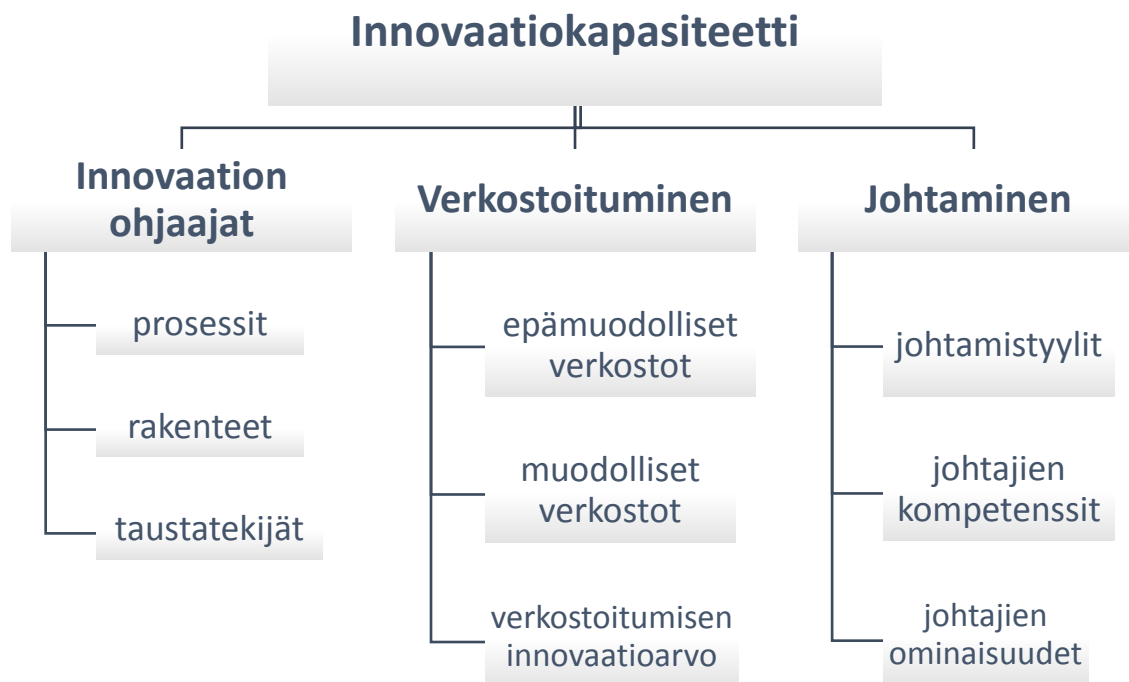 Innovaatiokapasiteetti
Innovaation
ohjaajat
prosessit
rakenteet
taustatekijät
Verkostoituminen
epämuodolliset
verkostot
muodolliset
verkostot
verkostoitumisen
innovaatioarvo
Johtaminen
johtamistyylit
johtajien
kompetenssit
johtajien
ominaisuudet